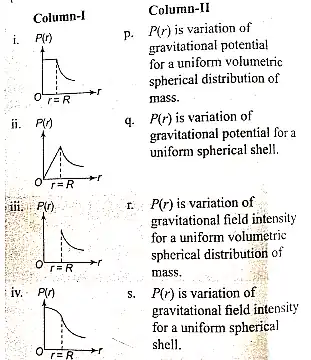 Column-I
Column-II
i. P(r)
O r = R r
p. P(r) is variation of
gravitational potential
for a uniform volumetric
spherical distribution of
mass.
ii. P(r)
O r = R r
q. P(r) is variation of
gravitational potential for a
uniform spherical shell.
iii. P(r)
O r = R r
r. P(r) is variation of
gravitational field intensity
for a uniform volumetric
spherical distribution of
mass.
iv. P(r)
O r = R r
s. P(r) is variation of
gravitational field intensity
for a uniform spherical
shell.